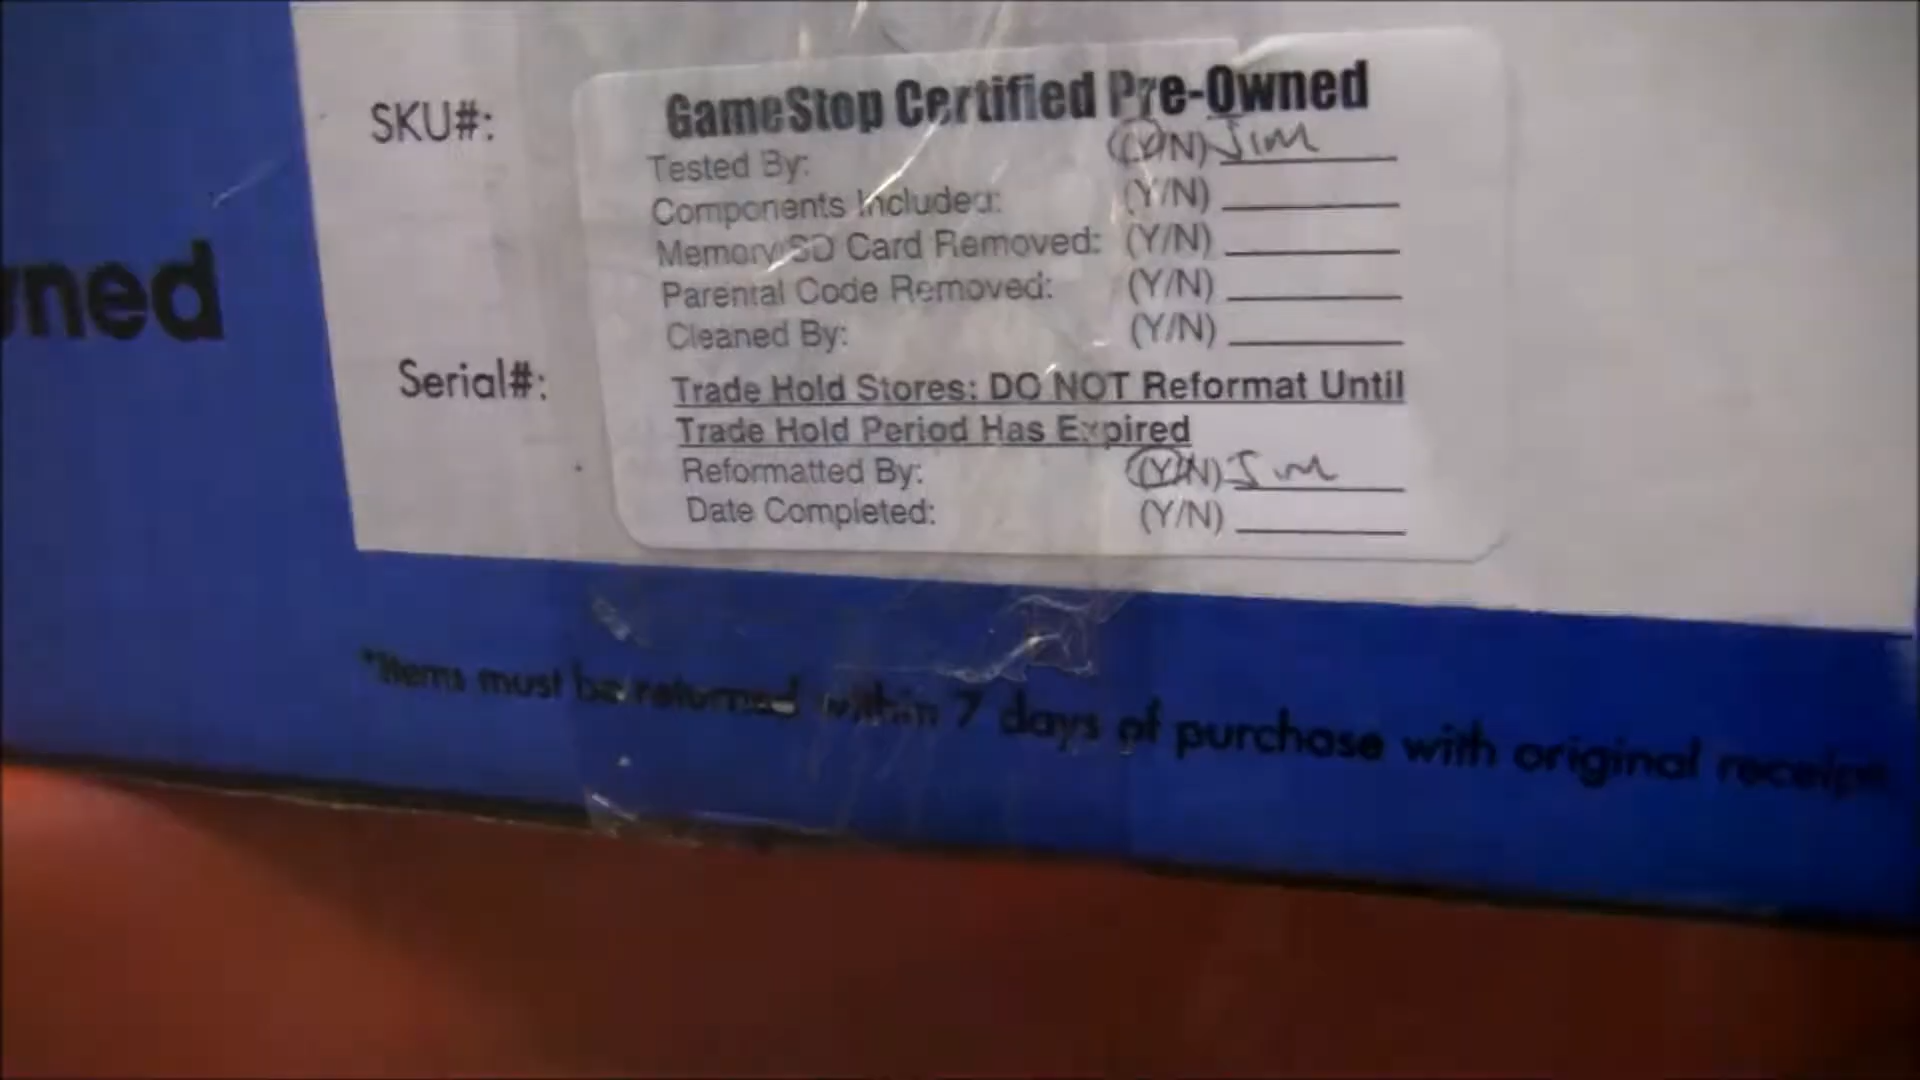 SKU#:
GameStop Certified Pre-Owned
Tested By: (Y/N) Jim
Components Included: (Y/N)
Memory/SD Card Removed: (Y/N)
Parental Code Removed: (Y/N)
Cleaned By: (Y/N)
wned
Serial#:
Trade Hold Stores: DO NOT Reformat Until
Trade Hold Period Has Expired
Reformatted By: (Y/N) Jim
Date Completed: (Y/N)
*Items must be returned within 7 days of purchase with original receipt